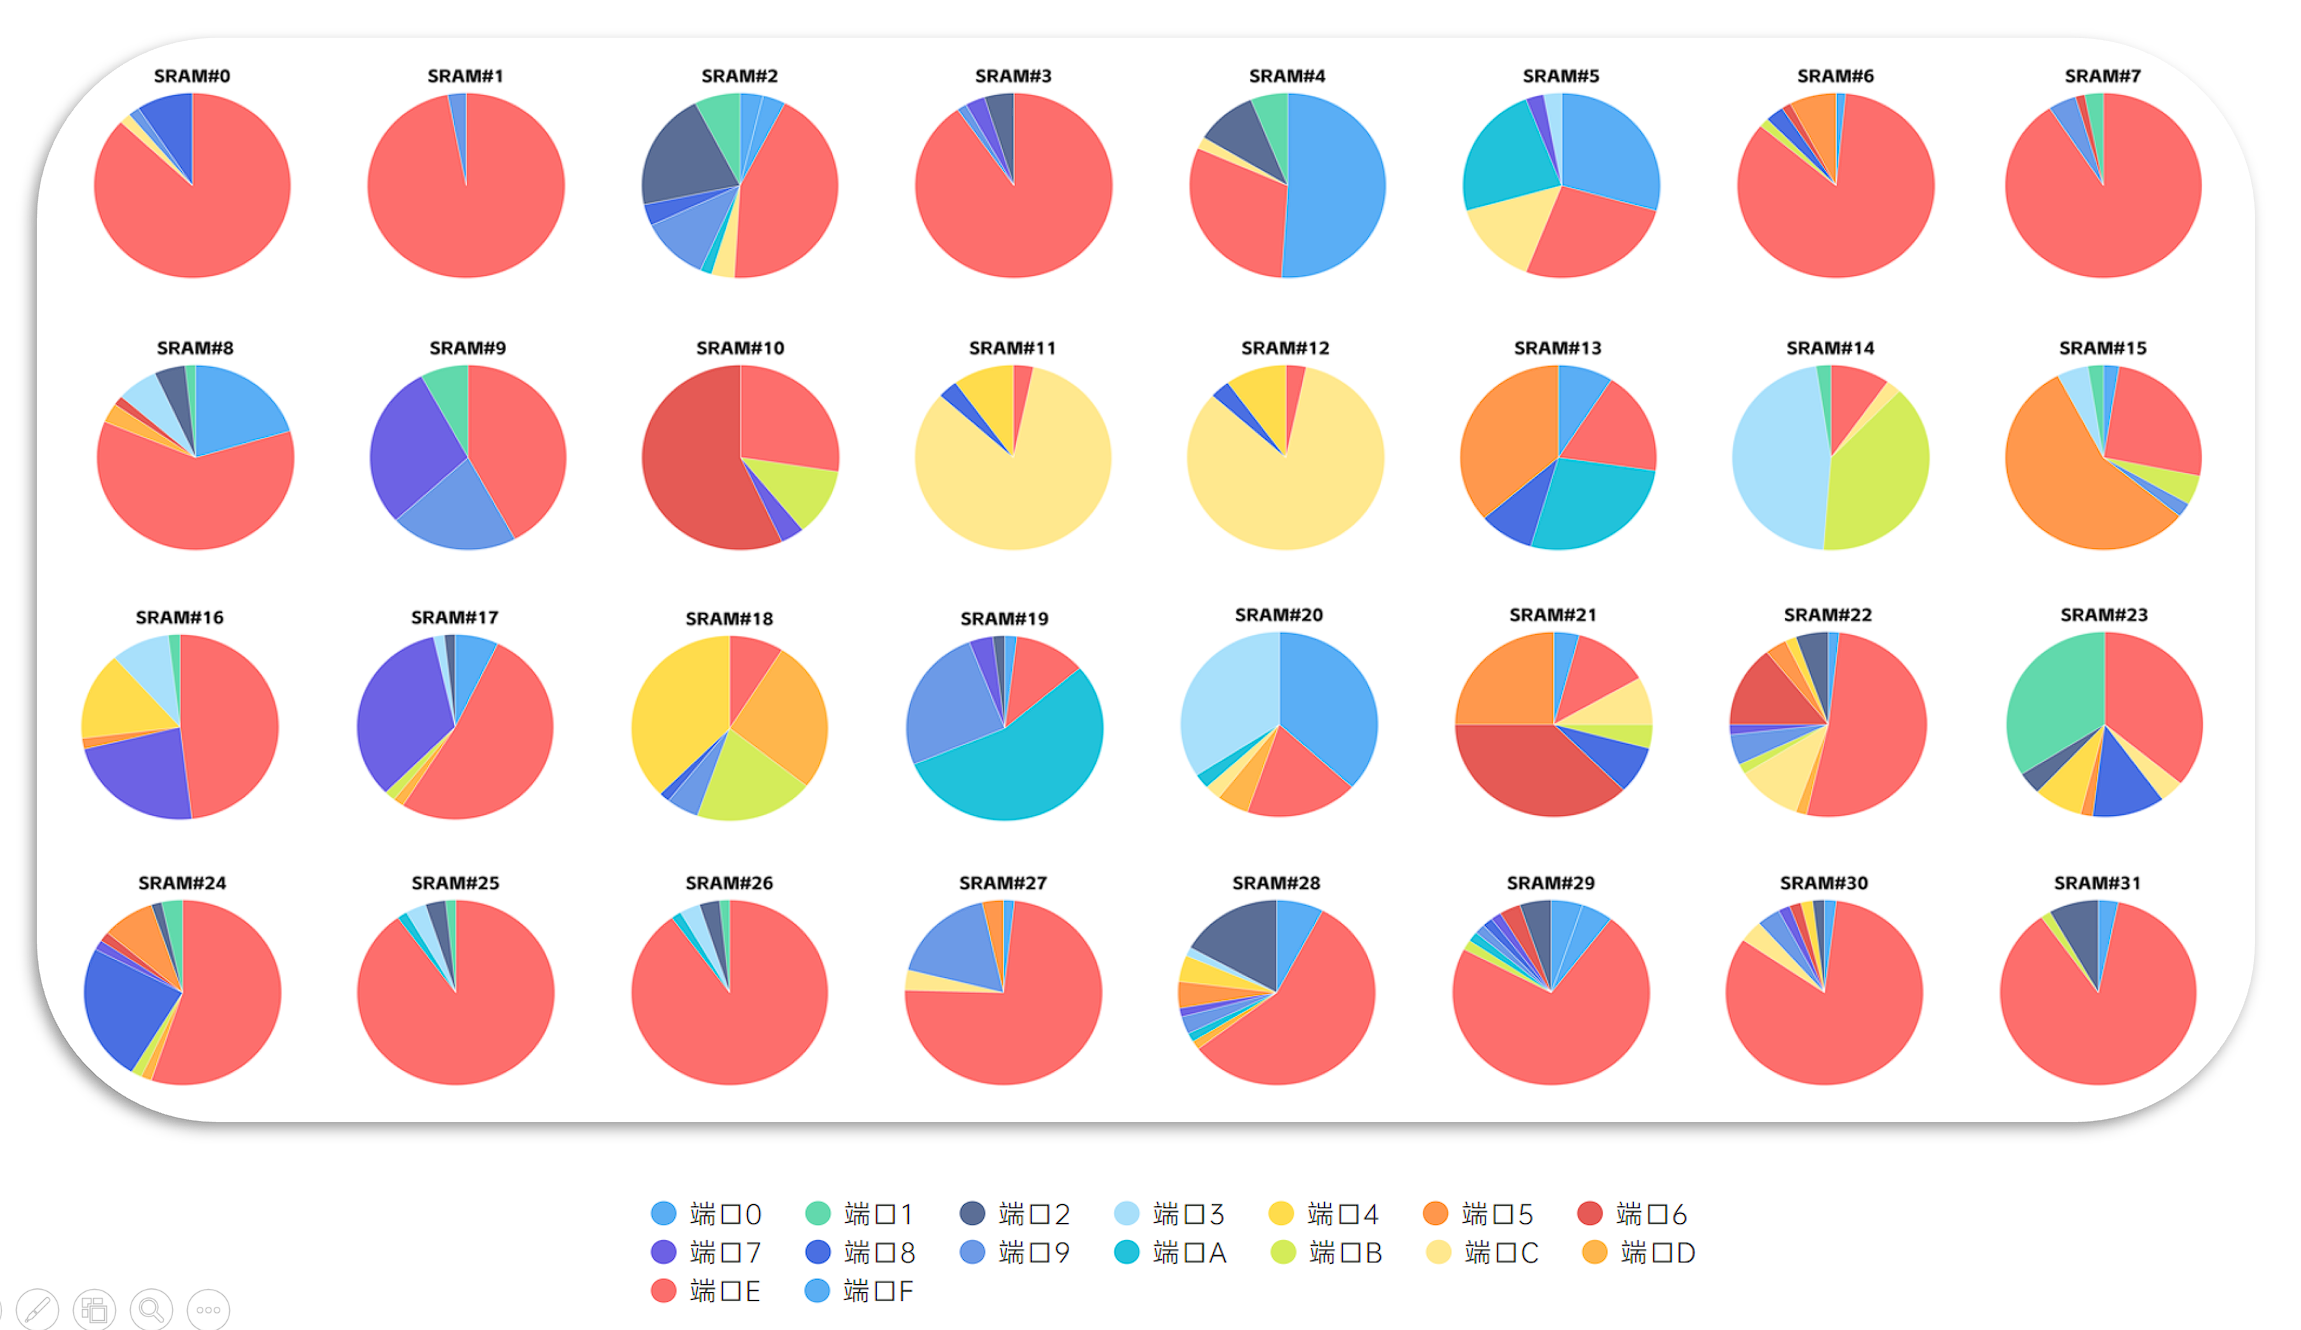 SRAM#0 SRAM#1 SRAM#2 SRAM#3 SRAM#4 SRAM#5 SRAM#6 SRAM#7
SRAM#8 SRAM#9 SRAM#10 SRAM#11 SRAM#12 SRAM#13 SRAM#14 SRAM#15
SRAM#16 SRAM#17 SRAM#18 SRAM#19 SRAM#20 SRAM#21 SRAM#22 SRAM#23
SRAM#24 SRAM#25 SRAM#26 SRAM#27 SRAM#28 SRAM#29 SRAM#30 SRAM#31
端口0 端口1 端口2 端口3 端口4 端口5 端口6
端口7 端口8 端口9 端口A 端口B 端口C 端口D
端口E 端口F